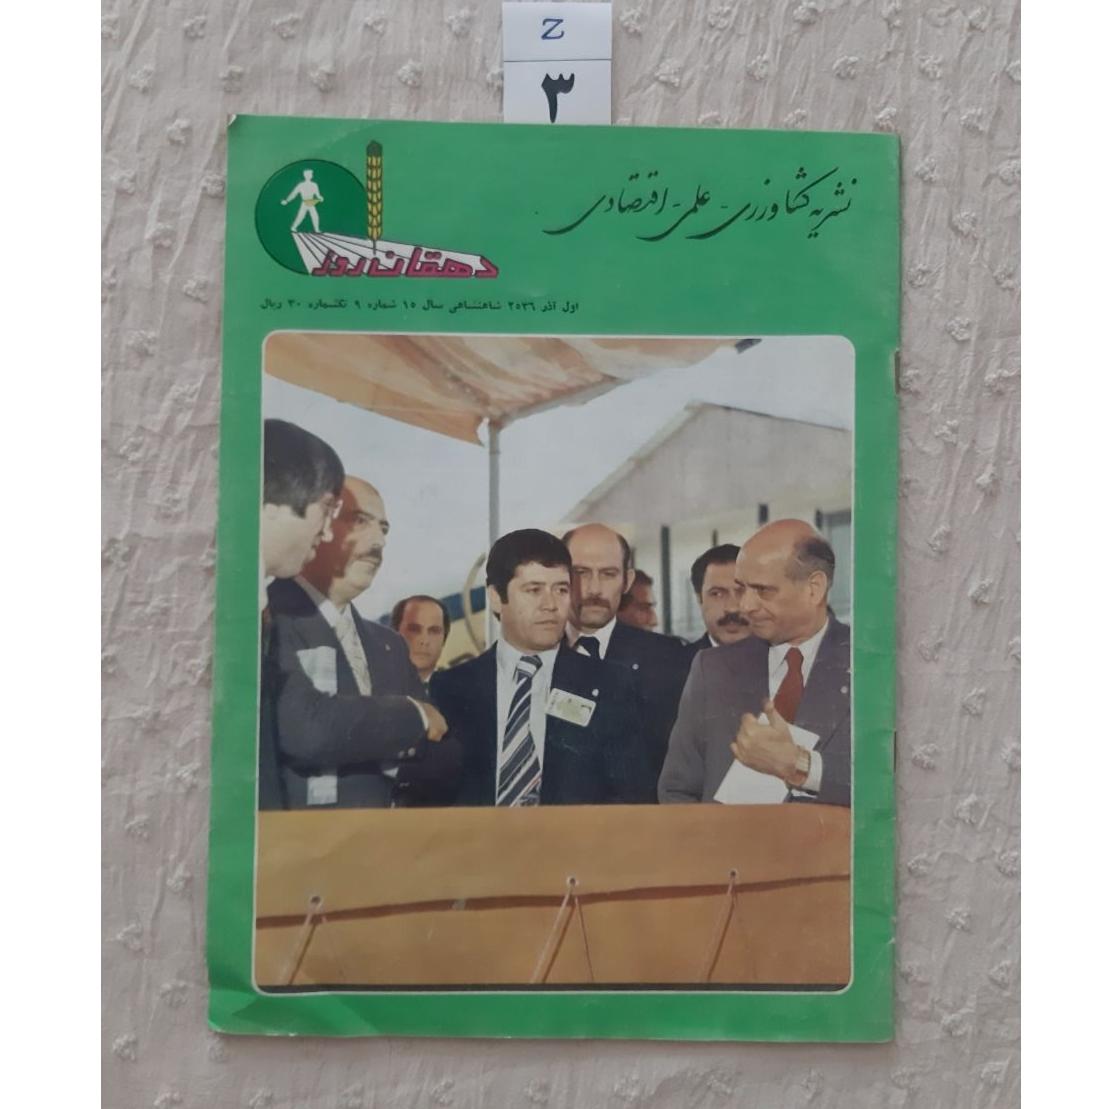 Z
۳
نشریه کشاورزی - علمی - اقتصادی
دهقان روز
اول آذر ۲۵۳۶ شاهنشاهی سال ۱۵ شماره ۹ تکشماره ۳۰ ریال